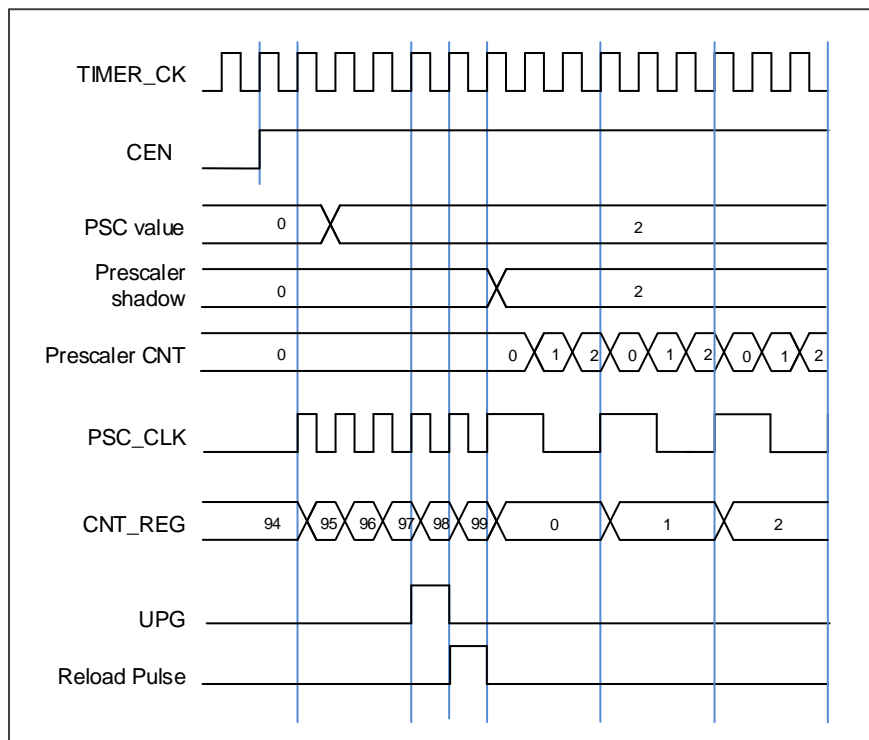 TIMER_CK
CEN
PSC value 0 2
Prescaler
shadow 0 2
Prescaler CNT 0 0 1 2 0 1 2 0 1 2
PSC_CLK
CNT_REG 94 95 96 97 98 99 0 1 2
UPG
Reload Pulse